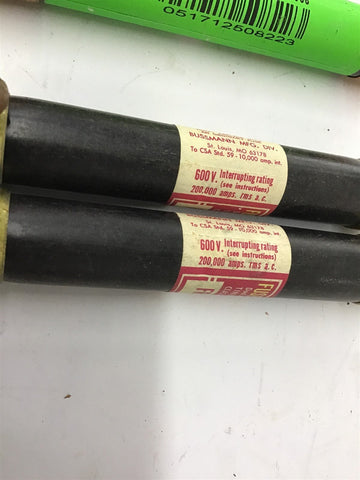 051712508223
BUSSMANN MFG. DIV.
St. Louis, MO 63178
To CSA Std. 59-10,000 amp. int.
600V. Interrupting rating
(see instructions)
200,000 amps. rms a.c.
St. Louis, MO 63178
To CSA Std. 59-10,000 amp. int.
600V. Interrupting rating
(see instructions)
200,000 amps. rms a.c.